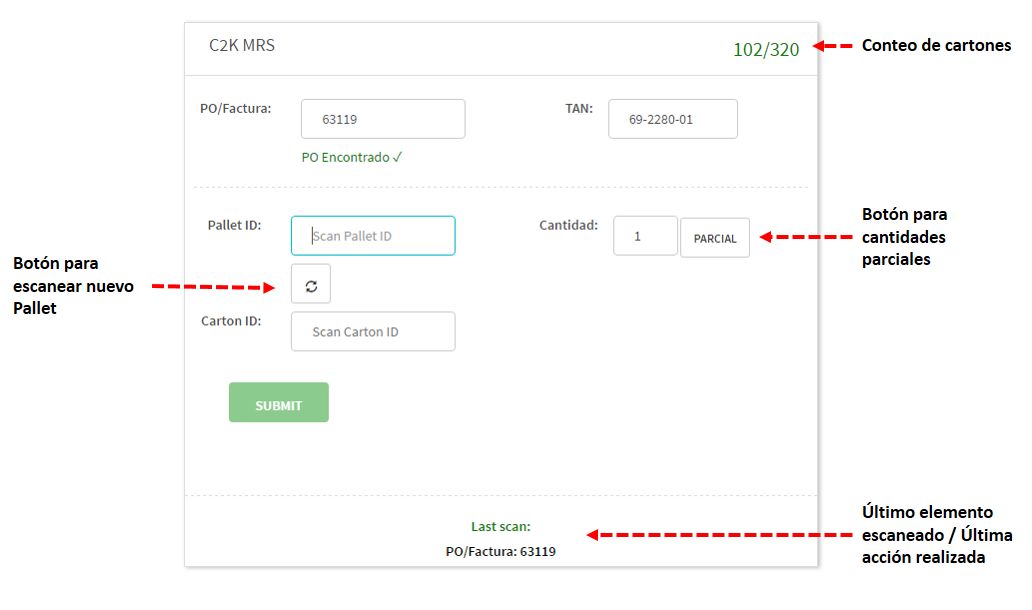 C2K MRS
102/320
Conteo de cartones
PO/Factura:
63119
TAN:
69-2280-01
PO Encontrado ✓
Pallet ID:
Scan Pallet ID
Cantidad:
1
PARCIAL
Botón para
cantidades
parciales
Botón para
escanear nuevo
Pallet
Carton ID:
Scan Carton ID
SUBMIT
Last scan:
PO/Factura: 63119
Último elemento
escaneado / Última
acción realizada